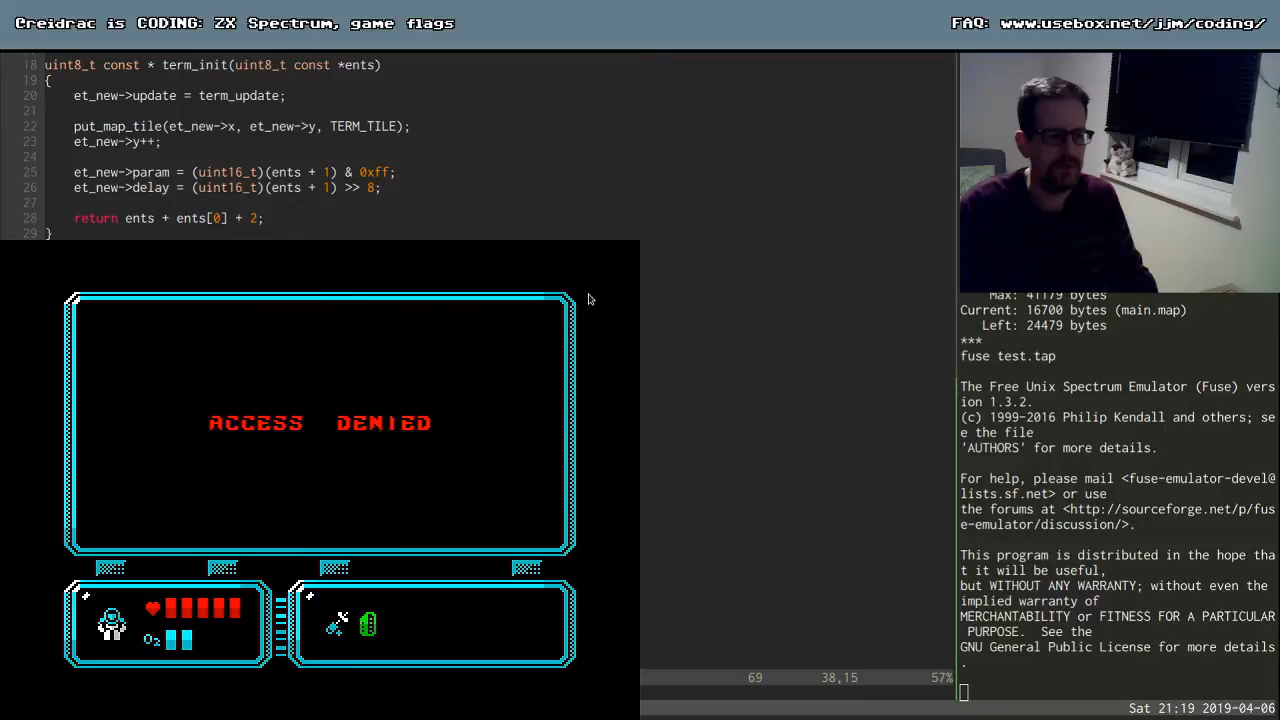 Creidrac is CODING: ZX Spectrum, game flags
FAQ: www.usebox.net/jjm/coding/
18 uint8_t const * term_init(uint8_t const *ents)
19 {
20 et_new->update = term_update;
21
22 put_map_tile(et_new->x, et_new->y, TERM_TILE);
23 et_new->y++;
24
25 et_new->param = (uint16_t)(ents + 1) & 0xff;
26 et_new->delay = (uint16_t)(ents + 1) >> 8;
27
28 return ents + ents[0] + 2;
29 }
ACCESS DENIED
O2
69 38,15 57%
Max: 41179 bytes
Current: 16700 bytes (main.map)
Left: 24479 bytes
***
fuse test.tap
The Free Unix Spectrum Emulator (Fuse) vers
ion 1.3.2.
(c) 1999-2016 Philip Kendall and others; se
e the file
'AUTHORS' for more details.
For help, please mail <fuse-emulator-devel@
lists.sf.net> or use
the forums at <http://sourceforge.net/p/fus
e-emulator/discussion/>.
This program is distributed in the hope tha
t it will be useful,
but WITHOUT ANY WARRANTY; without even the
implied warranty of
MERCHANTABILITY or FITNESS FOR A PARTICULAR
PURPOSE. See the
GNU General Public License for more details
.
Sat 21:19 2019-04-06